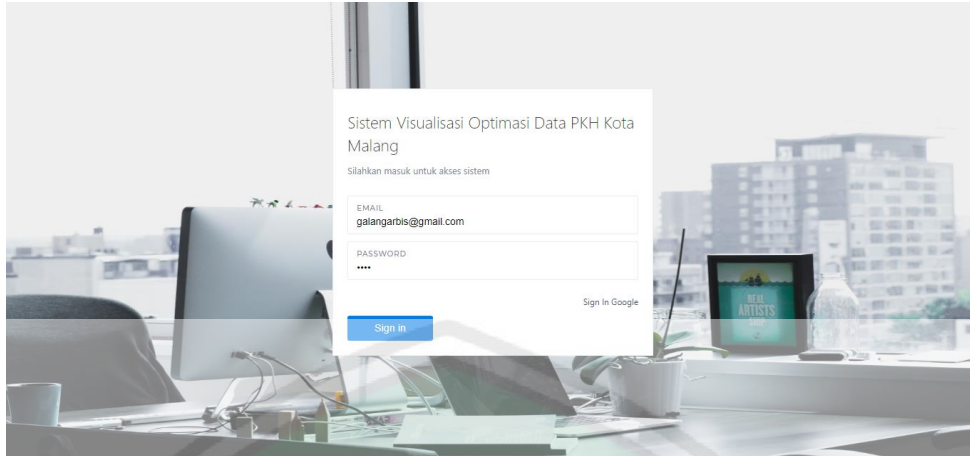 Sistem Visualisasi Optimasi Data PKH Kota
Malang
Silahkan masuk untuk akses sistem
EMAIL
galangarbis@gmail.com
PASSWORD
••••
Sign In Google
Sign in
REAL
ARTISTS
SHIP